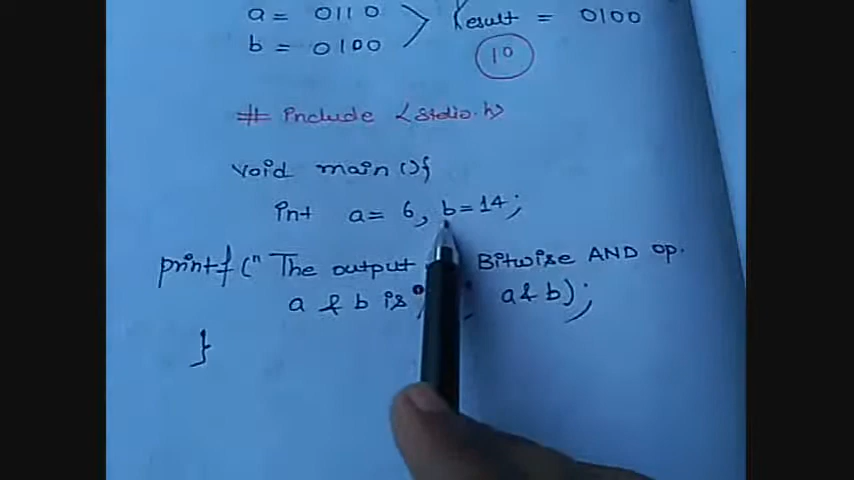 a = 0110 > Result = 0100
b = 0100
10
# include <stdio.h>
void main (){
int a= 6, b=14;
printf (" The output Bitwise AND op.
a & b is a & b);
}